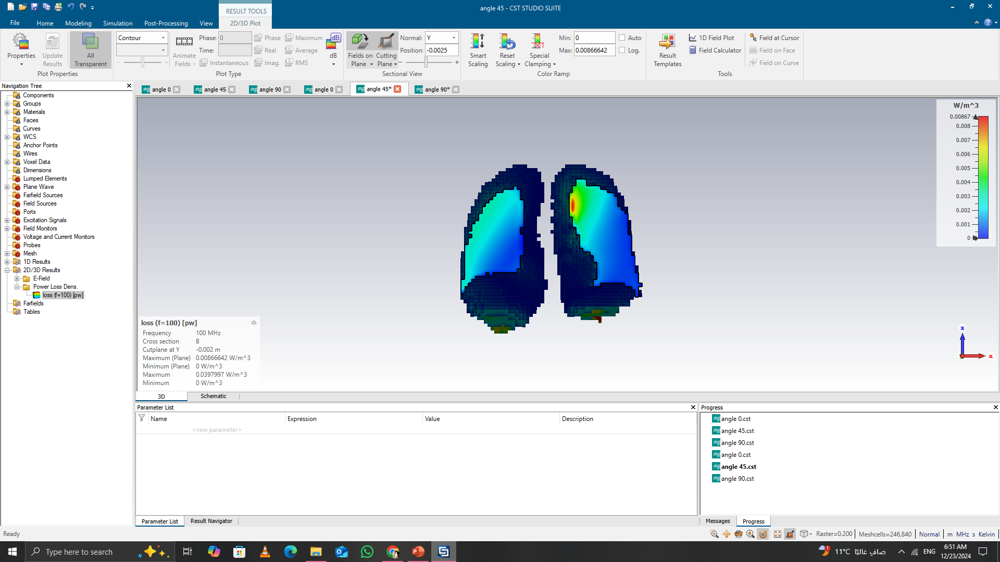 RESULT TOOLS
angle 45 - CST STUDIO SUITE
File Home Modeling Simulation Post-Processing View 2D/3D Plot
Properties
Update Results
All Transparent
Contour
Plot Properties
Animate Fields
Phase: 0
Time:
Phase
Real
Instantaneous
Imag.
Maximum
Average
RMS
dB
dB
Plot Type
Fields on Plane
Cutting Plane
Normal: Y
Position: -0.0025
Sectional View
Smart Scaling
Reset Scaling
Special Clamping
Min: 0
Max: 0.00866642
Auto
Log.
Color Ramp
Result Templates
1D Field Plot
Field Calculator
Field at Cursor
Field on Face
Field on Curve
Tools
Navigation Tree
Components
Groups
Materials
Faces
Curves
WCS
Anchor Points
Wires
Voxel Data
Dimensions
Lumped Elements
Plane Wave
Farfield Sources
Field Sources
Ports
Excitation Signals
Field Monitors
Voltage and Current Monitors
Probes
Mesh
1D Results
2D/3D Results
E-Field
Power Loss Dens.
loss (f=100) [pw]
Farfields
Tables
angle 0 angle 45 angle 90 angle 0 angle 45* angle 90*
W/m^3
0.00867
0.008
0.007
0.006
0.005
0.004
0.003
0.002
0.001
0
loss (f=100) [pw]
Frequency 100 MHz
Cross section B
Cutplane at Y -0.002 m
Maximum (Plane) 0.00866642 W/m^3
Minimum (Plane) 0 W/m^3
Maximum 0.0397997 W/m^3
Minimum 0 W/m^3
z
x
3D Schematic
Parameter List
Name Expression Value Description
<new parameter>
Parameter List Result Navigator
Progress
angle 0.cst
angle 45.cst
angle 90.cst
angle 0.cst
angle 45.cst
angle 90.cst
Messages Progress
Ready
Raster=0.200 Meshcells=246,840 Normal m MHz s Kelvin
Type here to search
1
11°C صافٍ غالبًا
ENG
6:51 AM
12/23/2024